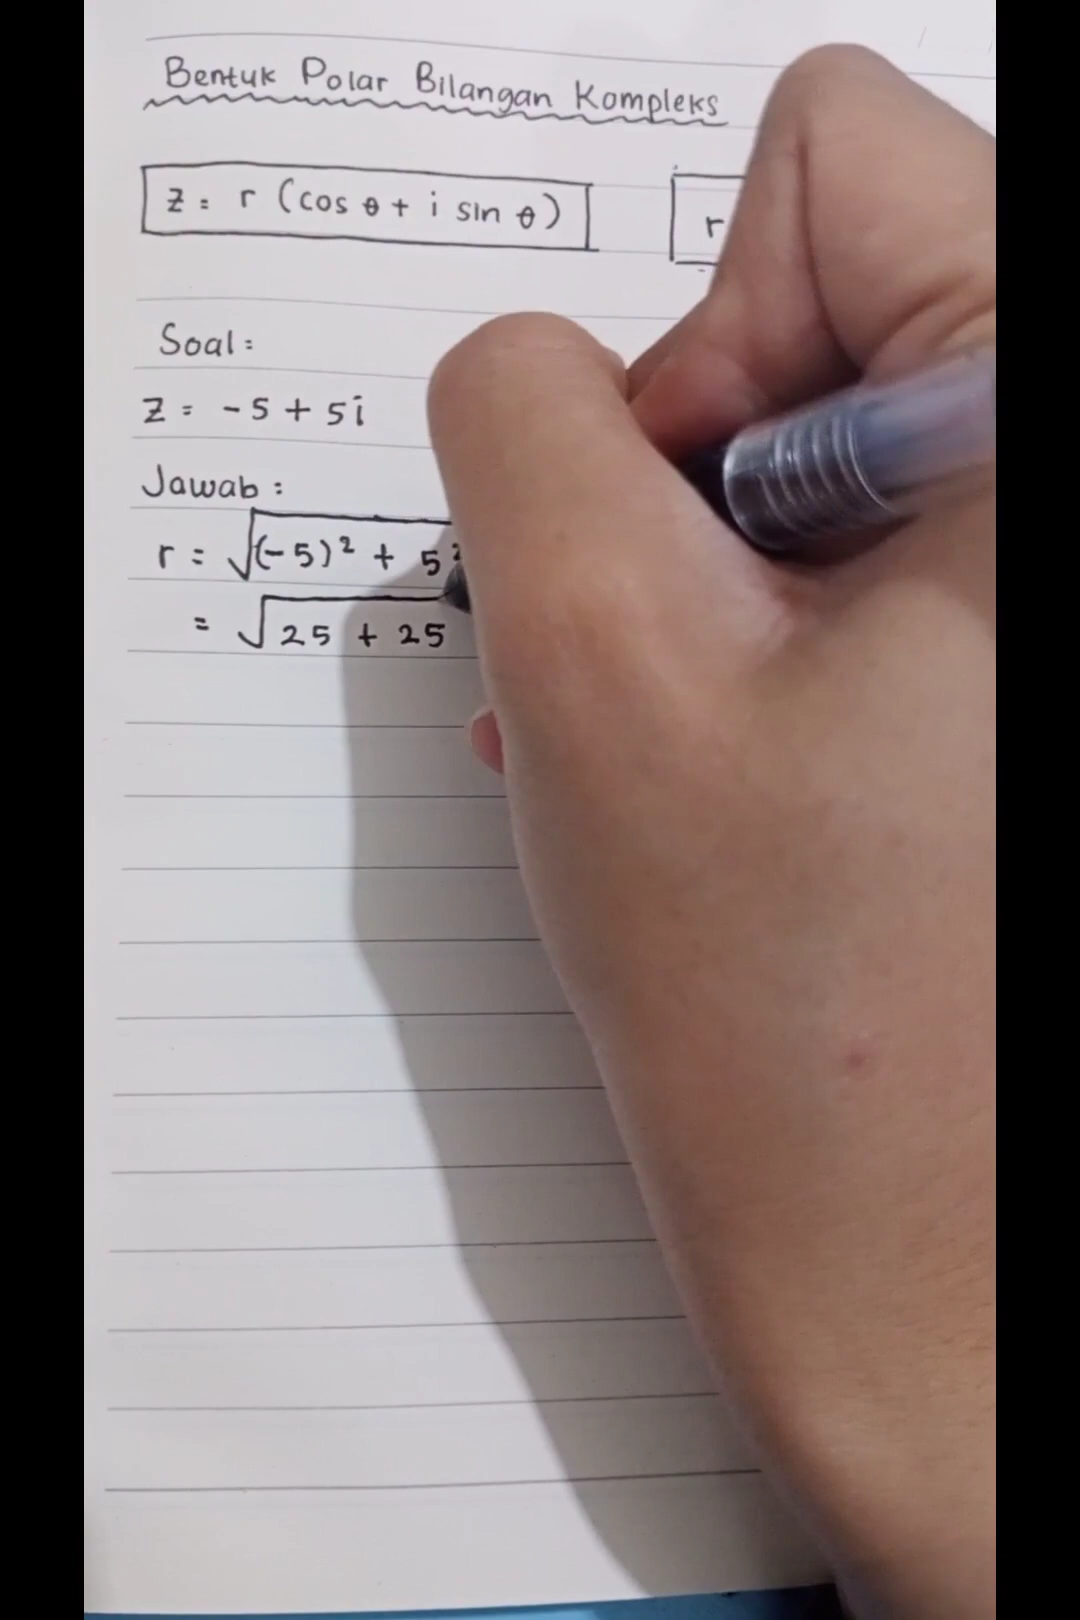 Bentuk Polar Bilangan Kompleks
z = r (cos θ + i sin θ)
r
Soal :
z = -5 + 5i
Jawab :
r = √(-5)² + 5²
= √25 + 25